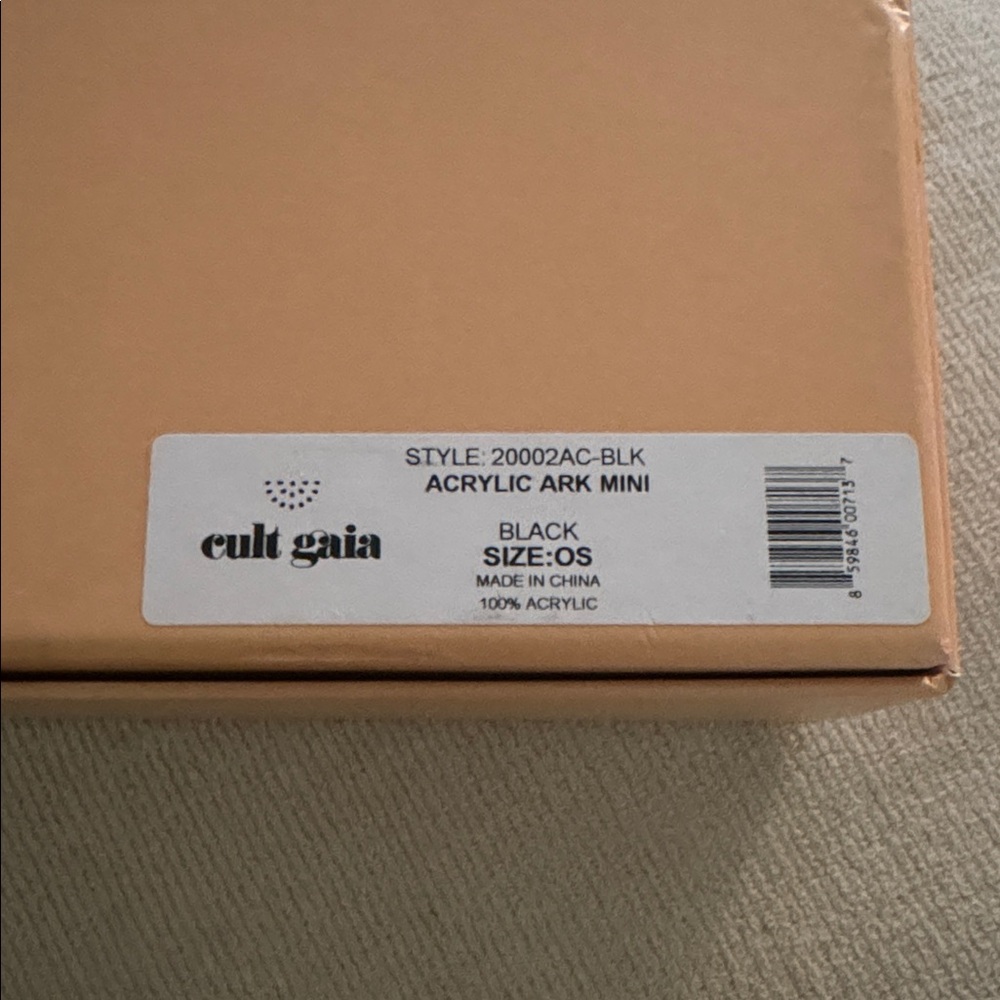 STYLE: 20002AC-BLK
ACRYLIC ARK MINI
cult gaia
BLACK
SIZE:OS
MADE IN CHINA
100% ACRYLIC
8 59846 00713 7